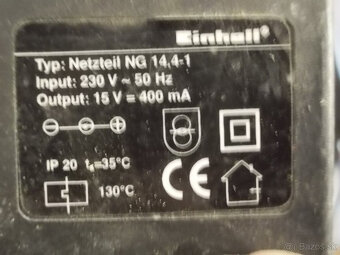 Einhell®
Typ: Netzteil NG 14,4-1
Input: 230 V ~ 50 Hz
Output: 15 V = 400 mA
IP 20 tₐ=35°C
130°C
CE